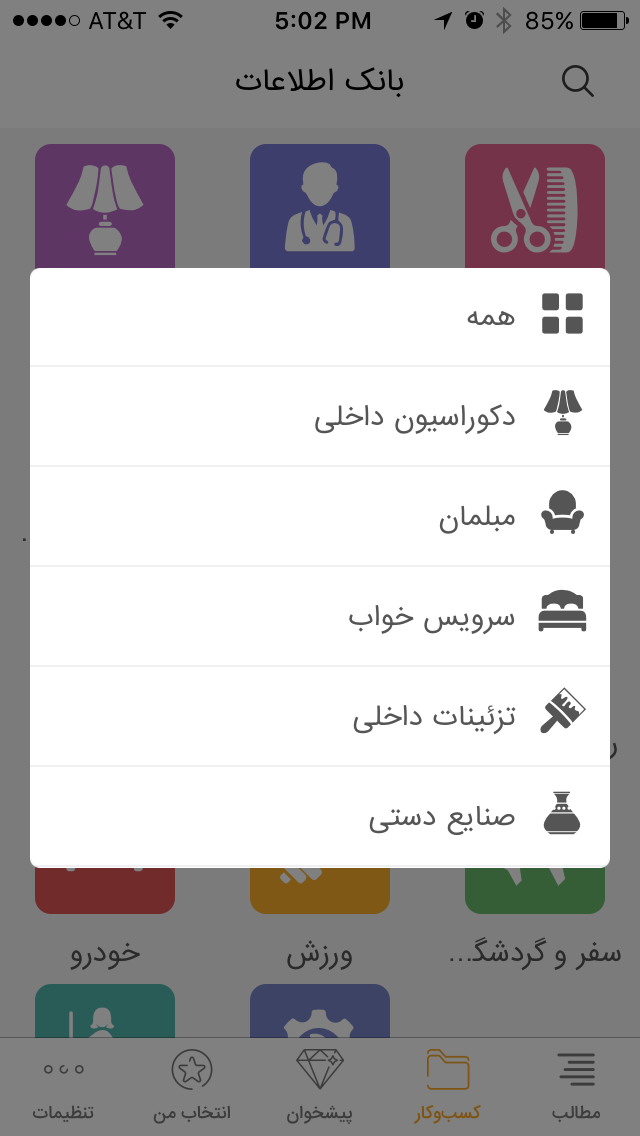 AT&T 5:02 PM 85%
بانک اطلاعات
همه
دکوراسیون داخلی
مبلمان
سرویس خواب
تزئینات داخلی
صنایع دستی
سفر و گردشگ... ورزش خودرو
مطالب کسب‌وکار پیشخوان انتخاب من تنظیمات